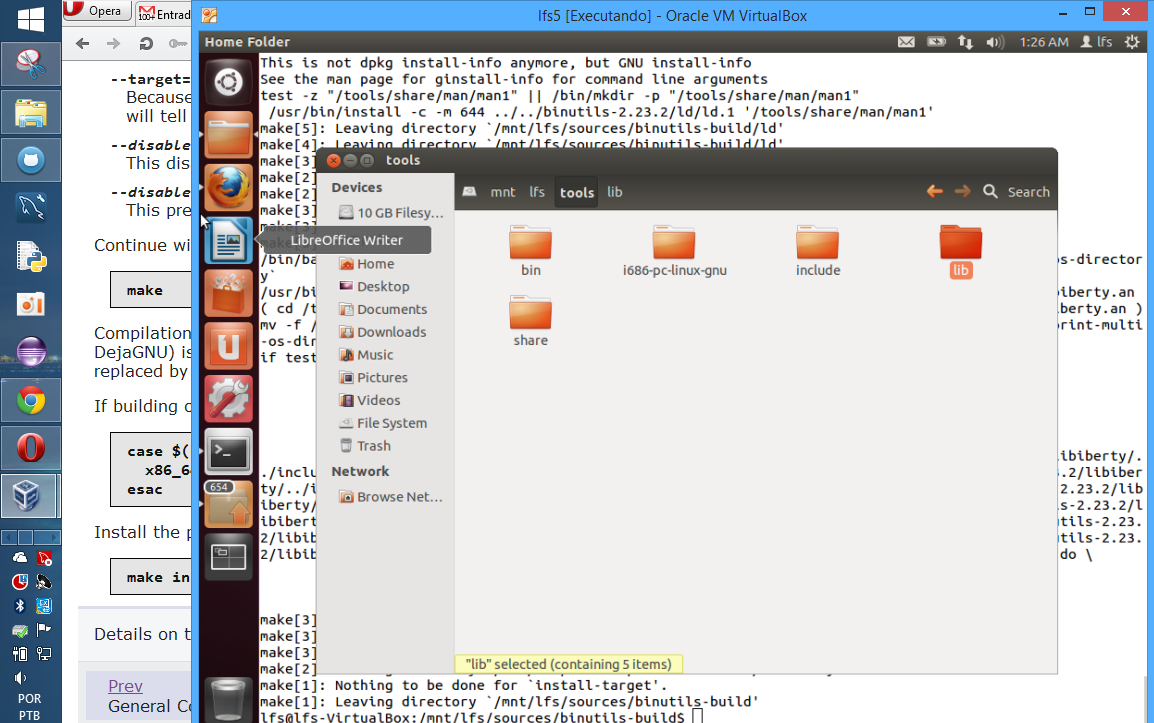 Opera
100+ Entrad
lfs5 [Executando] - Oracle VM VirtualBox
Home Folder
1:26 AM
lfs
--target=
Because
will tell
--disable
This dis
--disable
This pre
Continue wi
make
Compilation
DejaGNU) is
replaced by
If building o
case $(
x86_6
esac
Install the p
make in
Details on t
Prev
General Co
POR
PTB
654
LibreOffice Writer
This is not dpkg install-info anymore, but GNU install-info
See the man page for ginstall-info for command line arguments
test -z "/tools/share/man/man1" || /bin/mkdir -p "/tools/share/man/man1"
/usr/bin/install -c -m 644 ../../binutils-2.23.2/ld/ld.1 '/tools/share/man/man1'
make[5]: Leaving directory `/mnt/lfs/sources/binutils-build/ld'
make[4]: Leaving directory `/mnt/lfs/sources/binutils-build/ld'
make[3]
make[2]
make[2]
make[3]
make[3]
/bin/ba
os-director
y`
/usr/bi
iberty.an
( cd /t
berty.an )
mv -f /
rint-multi
-os-dir
if test
ibiberty/.
./inclu
3.2/libiber
ty/../i
-2.23.2/lib
iberty/
ls-2.23.2/l
ibibert
utils-2.23.
2/libib
utils-2.23.
2/libib
do \
make[3]
make[3]
make[3]
make[2]
make[1]: Nothing to be done for `install-target'.
make[1]: Leaving directory `/mnt/lfs/sources/binutils-build'
lfs@lfs-VirtualBox:/mnt/lfs/sources/binutils-build$
tools
Devices
10 GB Filesy...
Home
Desktop
Documents
Downloads
Music
Pictures
Videos
File System
Trash
Network
Browse Net...
mnt
lfs
tools
lib
Search
bin
i686-pc-linux-gnu
include
lib
share
"lib" selected (containing 5 items)